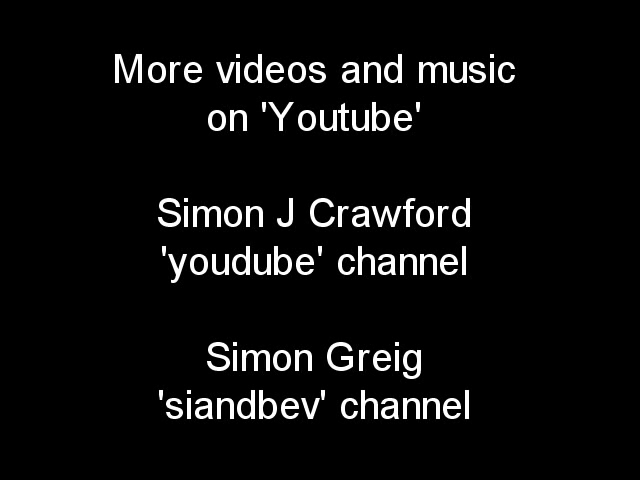 More videos and music
on 'Youtube'
Simon J Crawford
'youdube' channel
Simon Greig
'siandbev' channel